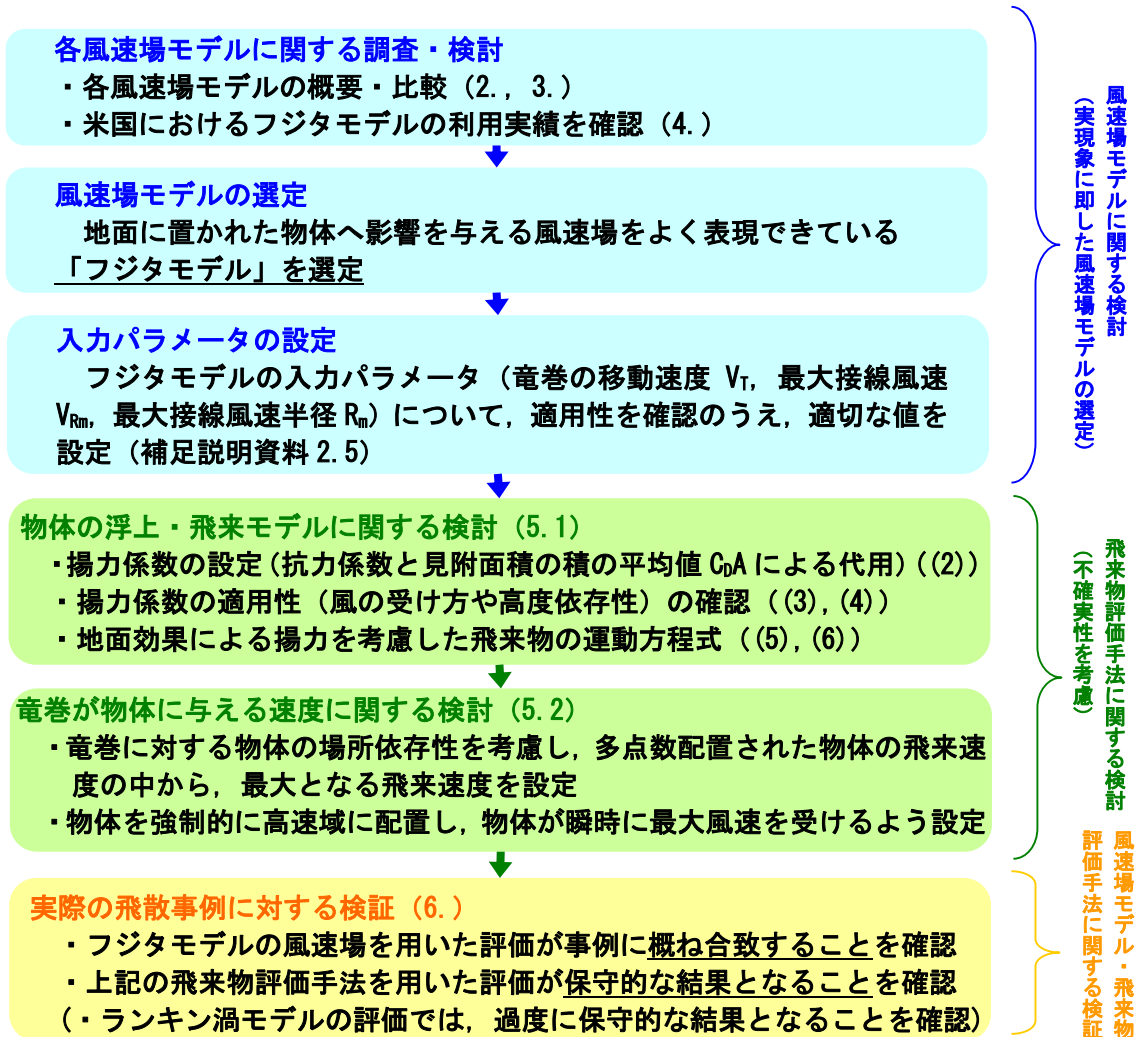 各風速場モデルに関する調査・検討
・各風速場モデルの概要・比較（2., 3.）
・米国におけるフジタモデルの利用実績を確認（4.）
風速場モデルの選定
地面に置かれた物体へ影響を与える風速場をよく表現できている
「フジタモデル」を選定
入力パラメータの設定
フジタモデルの入力パラメータ（竜巻の移動速度 VT, 最大接線風速
VRm, 最大接線風速半径 Rm）について, 適用性を確認のうえ, 適切な値を
設定（補足説明資料 2.5）
風速場モデルに関する検討
（実現象に即した風速場モデルの選定）
物体の浮上・飛来モデルに関する検討（5.1）
・揚力係数の設定（抗力係数と見附面積の積の平均値 CDA による代用）((2))
・揚力係数の適用性（風の受け方や高度依存性）の確認（(3), (4)）
・地面効果による揚力を考慮した飛来物の運動方程式（(5), (6)）
竜巻が物体に与える速度に関する検討（5.2）
・竜巻に対する物体の場所依存性を考慮し, 多点数配置された物体の飛来速
度の中から, 最大となる飛来速度を設定
・物体を強制的に高速域に配置し, 物体が瞬時に最大風速を受けるよう設定
飛来物評価手法に関する検討
（不確実性を考慮）
実際の飛散事例に対する検証（6.）
・フジタモデルの風速場を用いた評価が事例に概ね合致することを確認
・上記の飛来物評価手法を用いた評価が保守的な結果となることを確認
（・ランキン渦モデルの評価では, 過度に保守的な結果となることを確認）
風速場モデル・飛来物
評価手法に関する検証